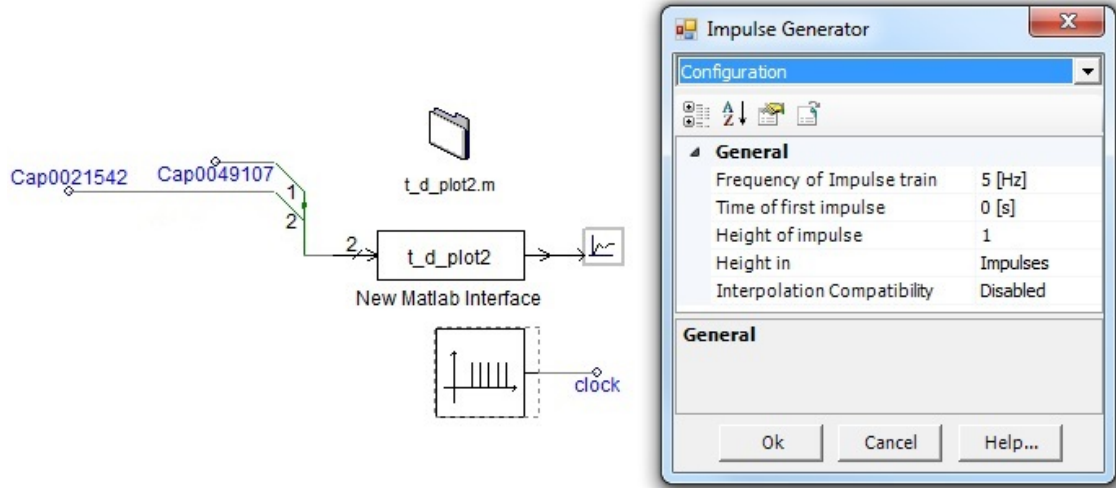 Cap0021542
Cap0049107
1
2
t_d_plot2.m
2
t_d_plot2
New Matlab Interface
clock
Impulse Generator
Configuration
A
Z
General
Frequency of Impulse train 5 [Hz]
Time of first impulse 0 [s]
Height of impulse 1
Height in Impulses
Interpolation Compatibility Disabled
General
Ok Cancel Help...